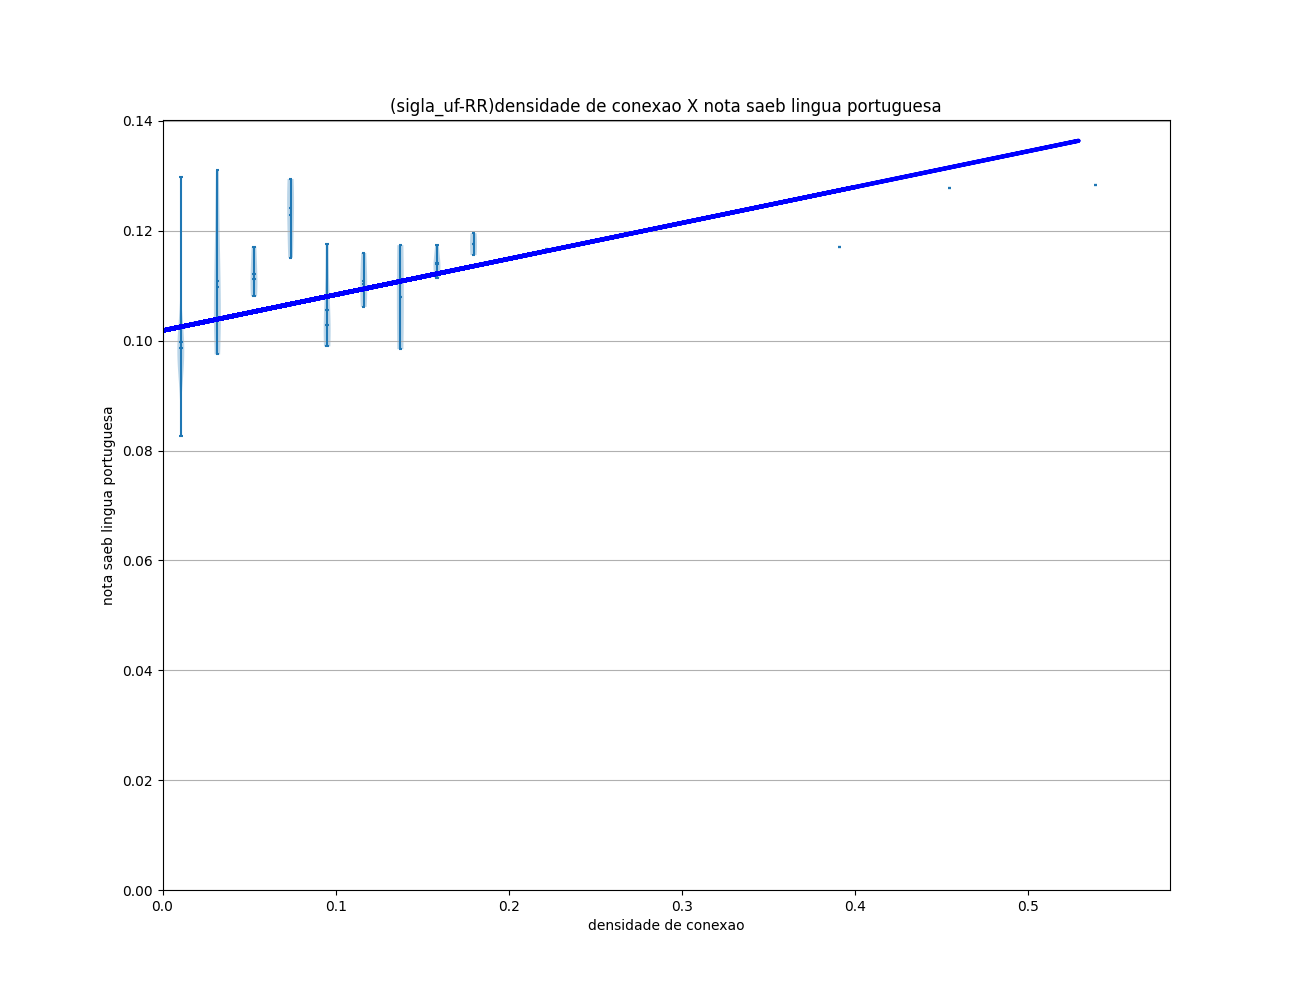 (sigla_uf-RR)densidade de conexao X nota saeb lingua portuguesa
0.14
0.12
0.10
0.08
0.06
0.04
0.02
0.00
nota saeb lingua portuguesa
0.0 0.1 0.2 0.3 0.4 0.5
densidade de conexao